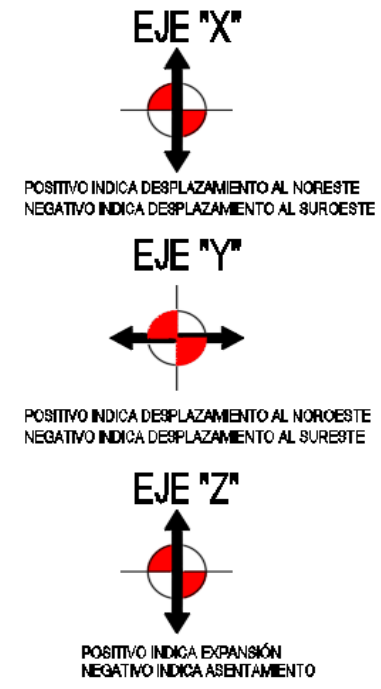 EJE "X"
POSITIVO INDICA DESPLAZAMIENTO AL NORESTE
NEGATIVO INDICA DESPLAZAMIENTO AL SUROESTE
EJE "Y"
POSITIVO INDICA DESPLAZAMIENTO AL NOROESTE
NEGATIVO INDICA DESPLAZAMIENTO AL SURESTE
EJE "Z"
POSITIVO INDICA EXPANSIÓN
NEGATIVO INDICA ASENTAMIENTO